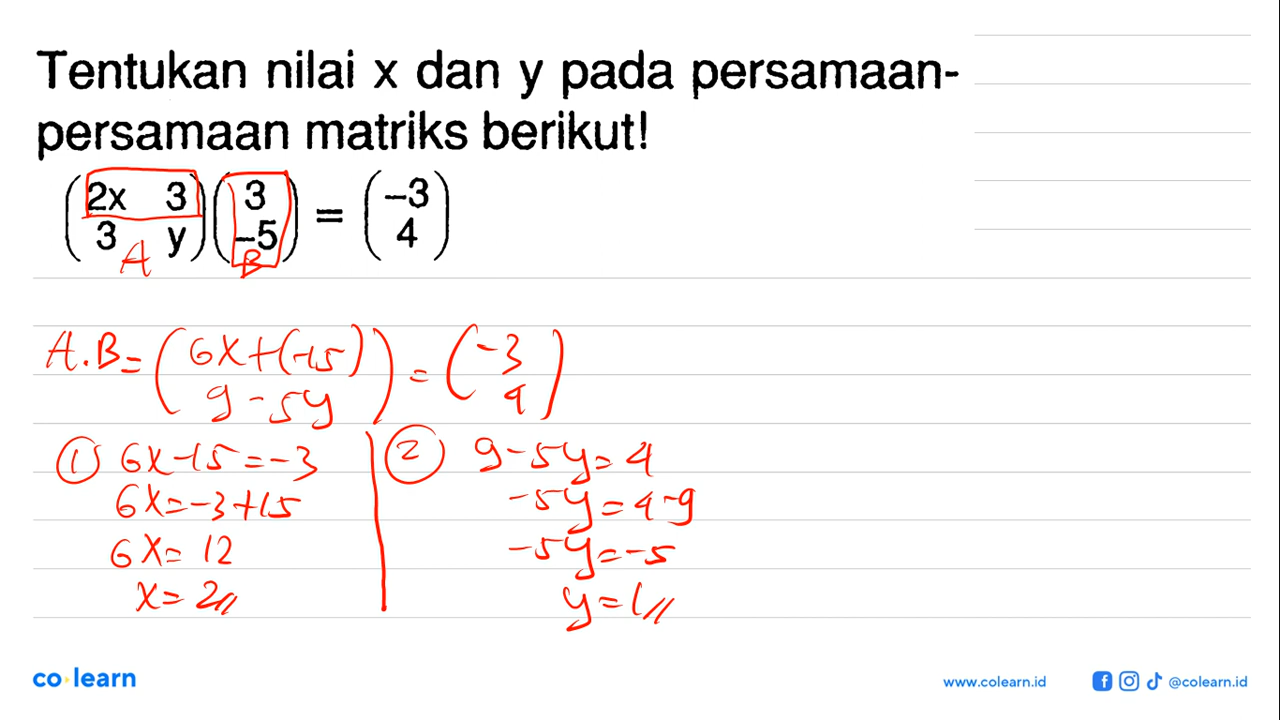 Tentukan nilai x dan y pada persamaan-
persamaan matriks berikut!
(2x 3) (3) = (-3)
(3 y) (-5) (4)
A B
A.B = (6x+(-15)) = (-3)
(9-5y) (4)
① 6x-15=-3 ② 9-5y=4
6x=-3+15 -5y=4-9
6x=12 -5y=-5
x=2// y=1//
co·learn www.colearn.id @colearn.id